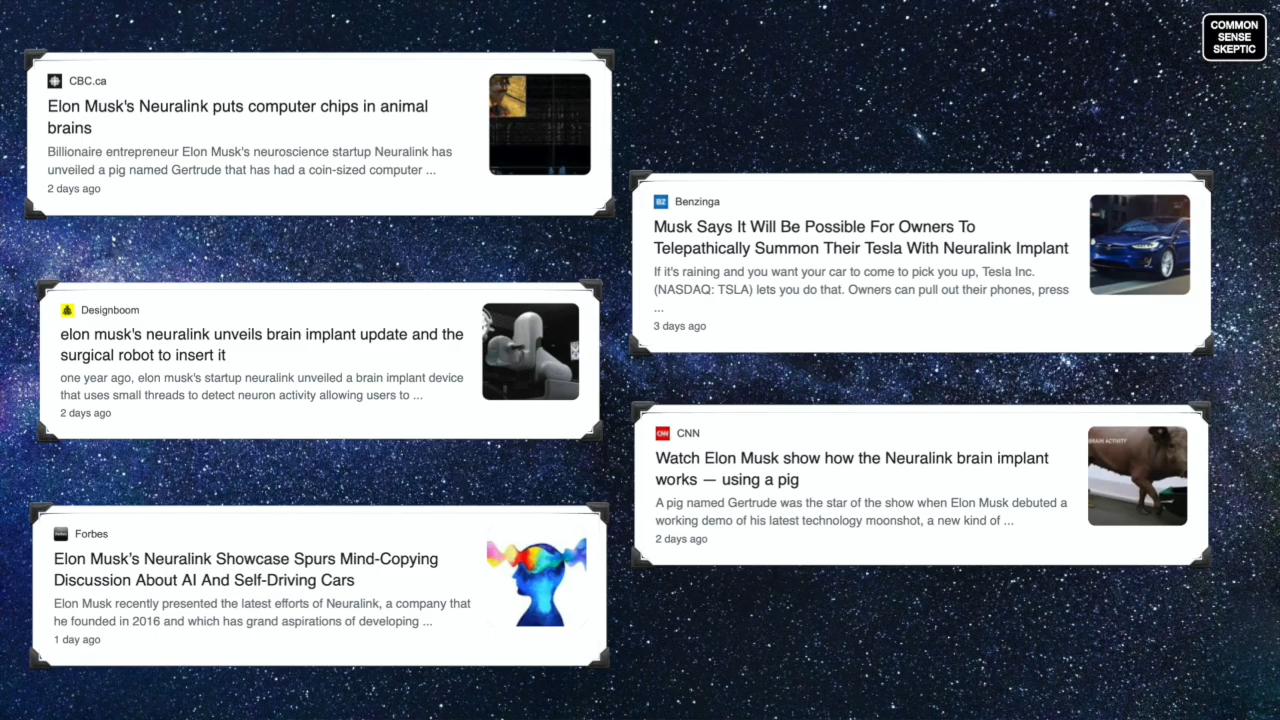 COMMON
SENSE
SKEPTIC
CBC.ca
Elon Musk's Neuralink puts computer chips in animal
brains
Billionaire entrepreneur Elon Musk's neuroscience startup Neuralink has
unveiled a pig named Gertrude that has had a coin-sized computer ...
2 days ago
Designboom
elon musk's neuralink unveils brain implant update and the
surgical robot to insert it
one year ago, elon musk's startup neuralink unveiled a brain implant device
that uses small threads to detect neuron activity allowing users to ...
2 days ago
Forbes
Elon Musk’s Neuralink Showcase Spurs Mind-Copying
Discussion About AI And Self-Driving Cars
Elon Musk recently presented the latest efforts of Neuralink, a company that
he founded in 2016 and which has grand aspirations of developing ...
1 day ago
BZ
Benzinga
Musk Says It Will Be Possible For Owners To
Telepathically Summon Their Tesla With Neuralink Implant
If it's raining and you want your car to come to pick you up, Tesla Inc.
(NASDAQ: TSLA) lets you do that. Owners can pull out their phones, press
...
3 days ago
CNN
CNN
Watch Elon Musk show how the Neuralink brain implant
works — using a pig
A pig named Gertrude was the star of the show when Elon Musk debuted a
working demo of his latest technology moonshot, a new kind of ...
2 days ago
BRAIN ACTIVITY